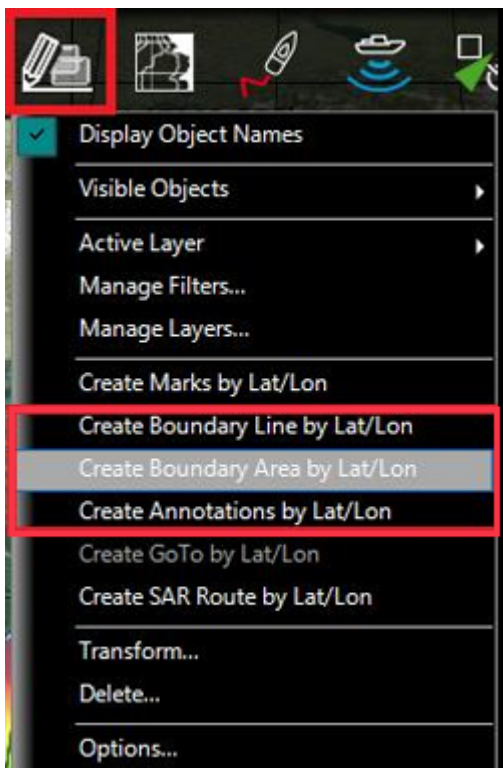 Display Object Names
Visible Objects
Active Layer
Manage Filters...
Manage Layers...
Create Marks by Lat/Lon
Create Boundary Line by Lat/Lon
Create Boundary Area by Lat/Lon
Create Annotations by Lat/Lon
Create GoTo by Lat/Lon
Create SAR Route by Lat/Lon
Transform...
Delete...
Options...